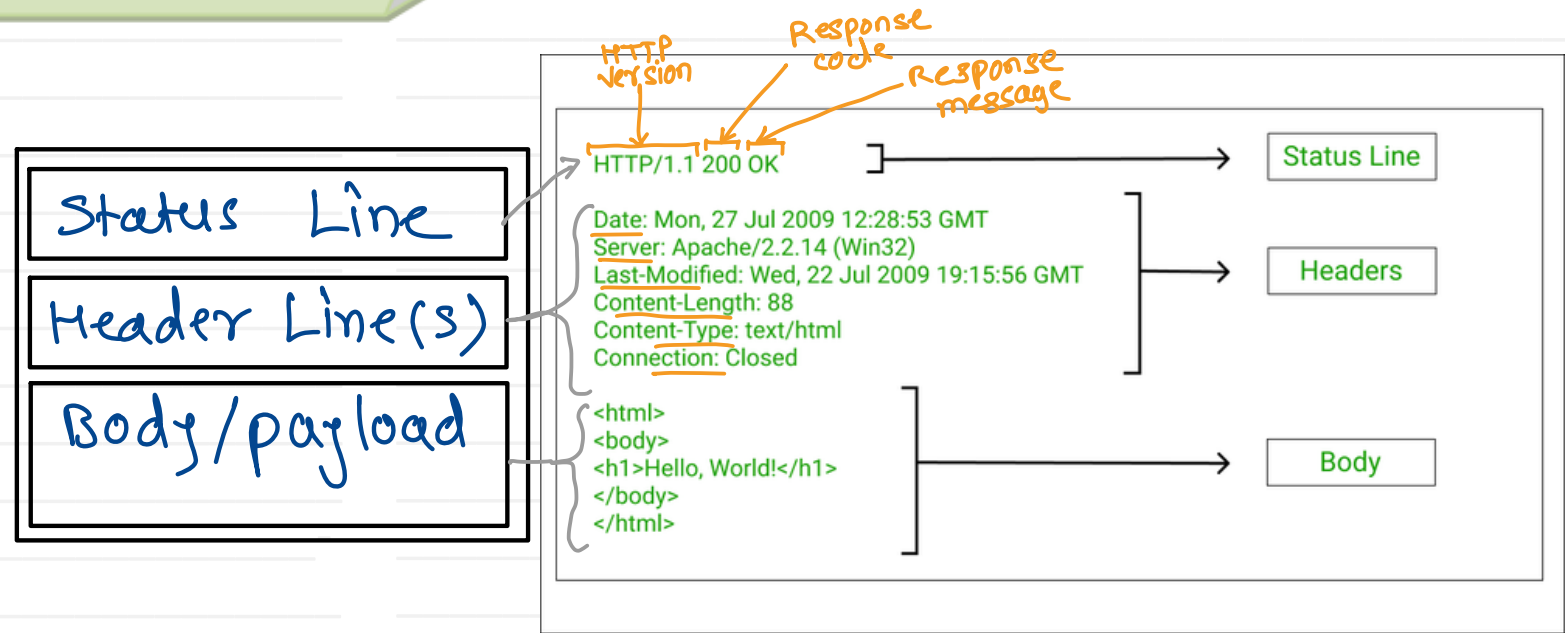 HTTP version
Response code
Response message
Status Line
Header Line(s)
Body/payload
HTTP/1.1 200 OK
Status Line
Date: Mon, 27 Jul 2009 12:28:53 GMT
Server: Apache/2.2.14 (Win32)
Last-Modified: Wed, 22 Jul 2009 19:15:56 GMT
Content-Length: 88
Content-Type: text/html
Connection: Closed
Headers
<html>
<body>
<h1>Hello, World!</h1>
</body>
</html>
Body